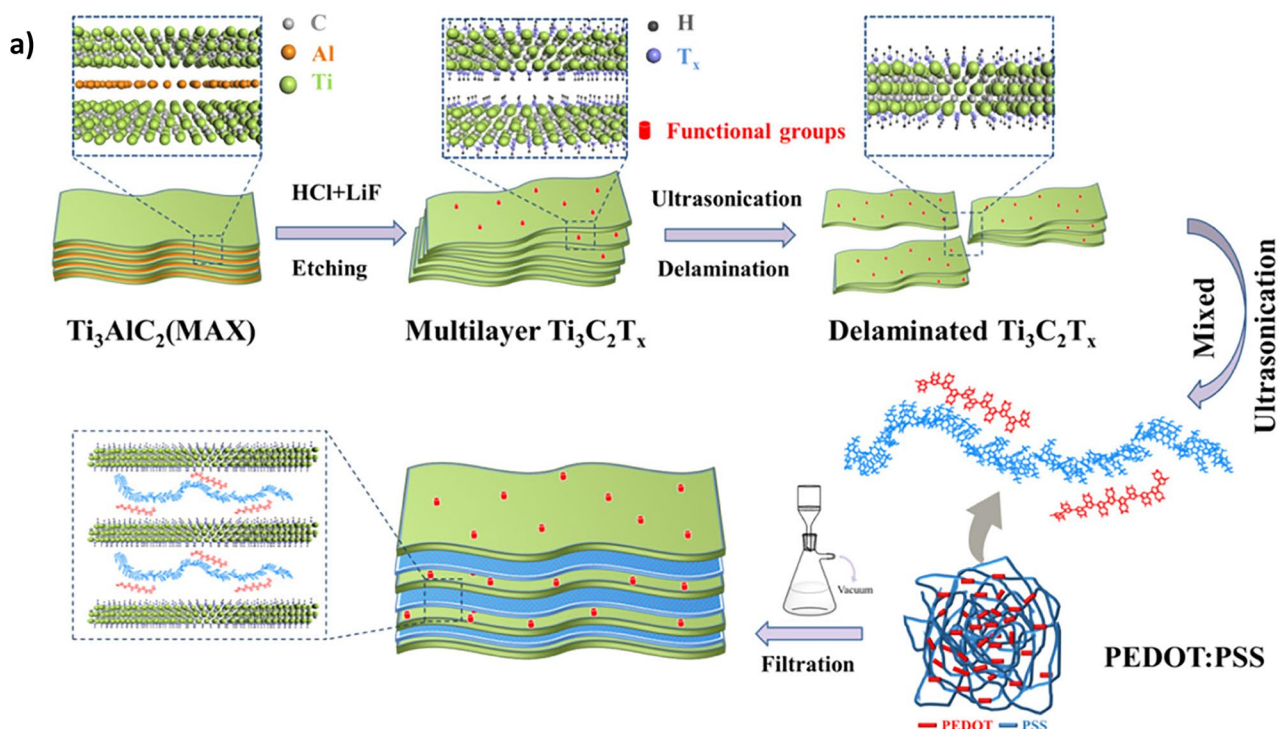 a)
C
Al
Ti
H
Tₓ
Functional groups
HCl+LiF
Etching
Ultrasonication
Delamination
Ti₃AlC₂(MAX)
Multilayer Ti₃C₂Tₓ
Delaminated Ti₃C₂Tₓ
Mixed
Ultrasonication
Vacuum
Filtration
PEDOT:PSS
PEDOT
PSS